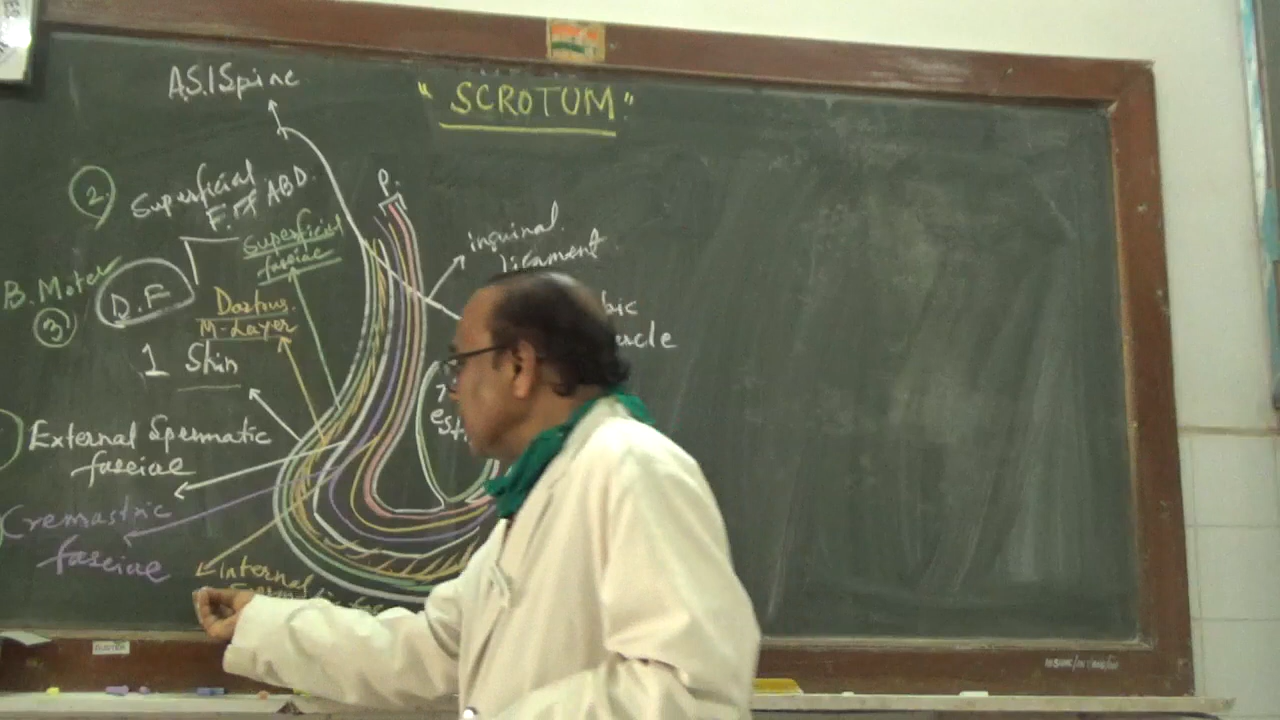 "SCROTUM"
A.S.I Spine
2.
Superficial
F. of ABD.
P.
Superficial
fasciae
inguinal
ligament
B. Mote
D.F
3
Dartus
M-Layer
1 Skin
External Spermatic
fasciae
Cremastric
fasciae
Internal